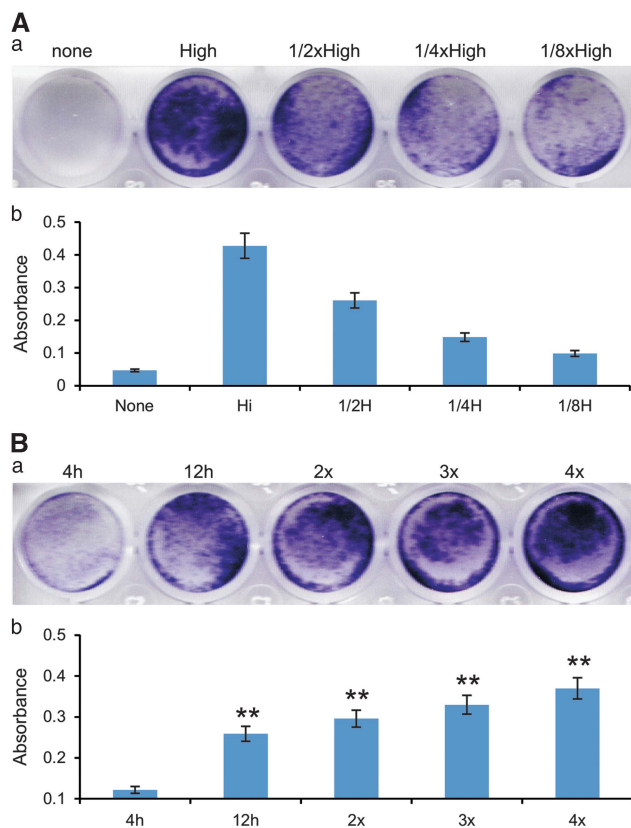 A
a
none High 1/2xHigh 1/4xHigh 1/8xHigh
b
0.5
0.4
0.3
0.2
0.1
0
Absorbance
None Hi 1/2H 1/4H 1/8H
B
a
4h 12h 2x 3x 4x
b
0.5
0.4
0.3
0.2
0.1
Absorbance
** ** ** **
4h 12h 2x 3x 4x